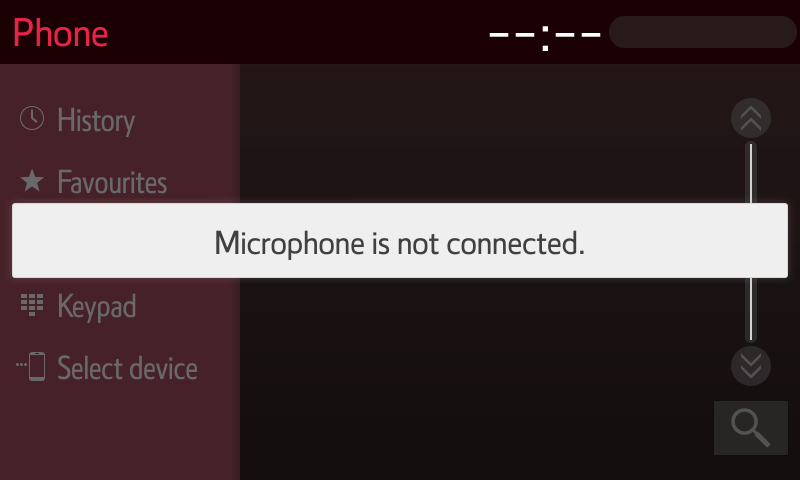 Phone
--:--
History
Favourites
Microphone is not connected.
Keypad
Select device